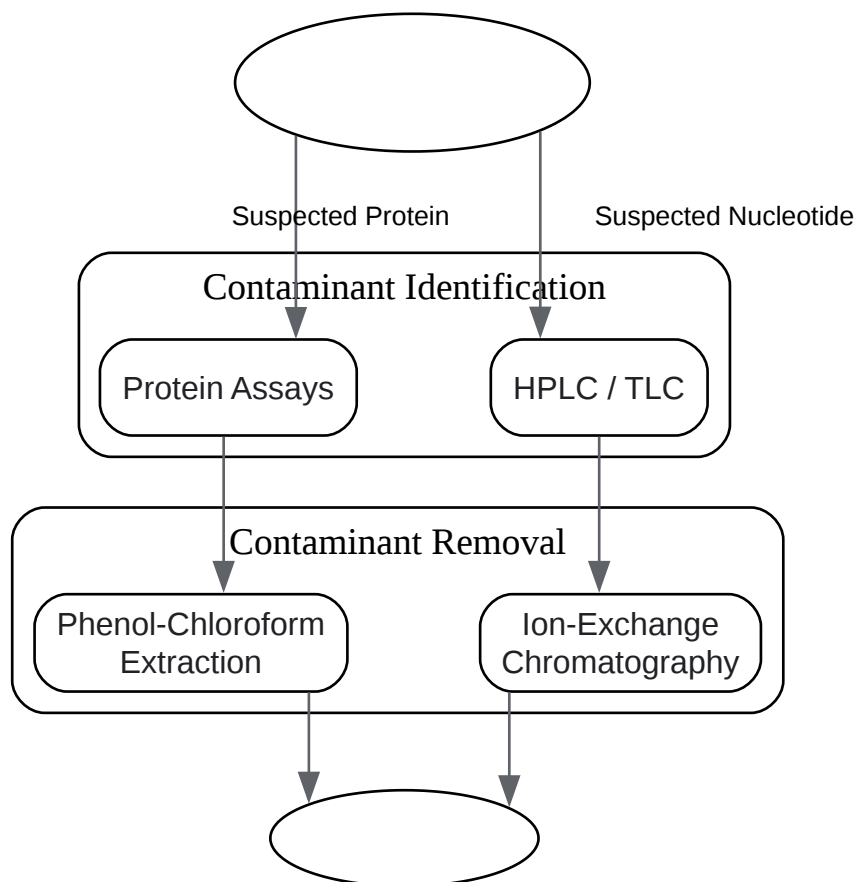 Suspected Protein
Suspected Nucleotide
Contaminant Identification
Protein Assays
HPLC / TLC
Contaminant Removal
Phenol-Chloroform
Extraction
Ion-Exchange
Chromatography